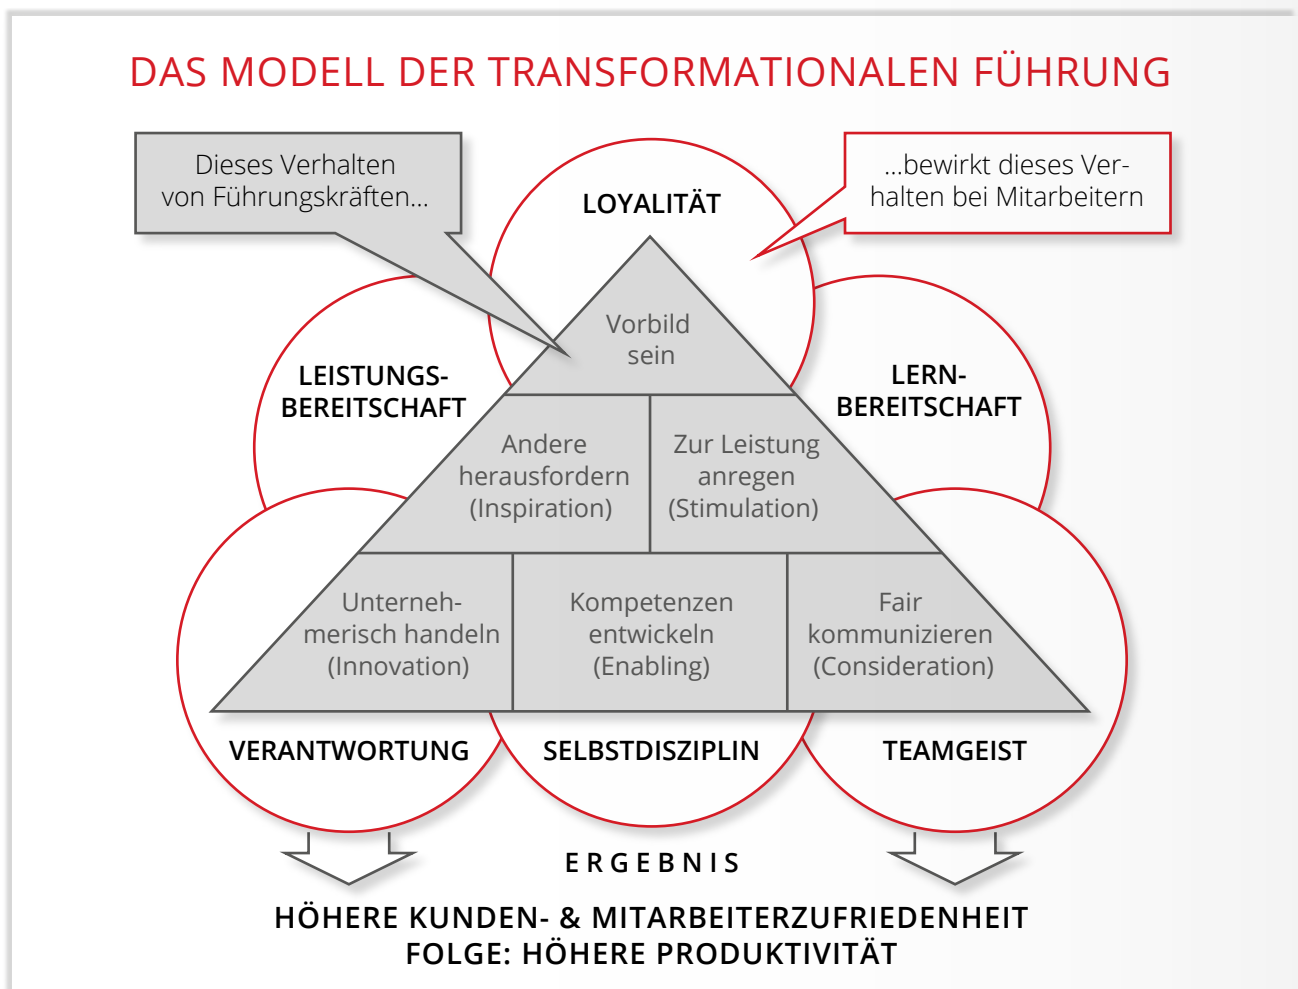 DAS MODELL DER TRANSFORMATIONALEN FÜHRUNG
Dieses Verhalten
von Führungskräften...
...bewirkt dieses Ver-
halten bei Mitarbeitern
LOYALITÄT
Vorbild
sein
LEISTUNGS-
BEREITSCHAFT
LERN-
BEREITSCHAFT
Andere
herausfordern
(Inspiration)
Zur Leistung
anregen
(Stimulation)
Unterneh-
merisch handeln
(Innovation)
Kompetenzen
entwickeln
(Enabling)
Fair
kommunizieren
(Consideration)
VERANTWORTUNG
SELBSTDISZIPLIN
TEAMGEIST
ERGEBNIS
HÖHERE KUNDEN- & MITARBEITERZUFRIEDENHEIT
FOLGE: HÖHERE PRODUKTIVITÄT